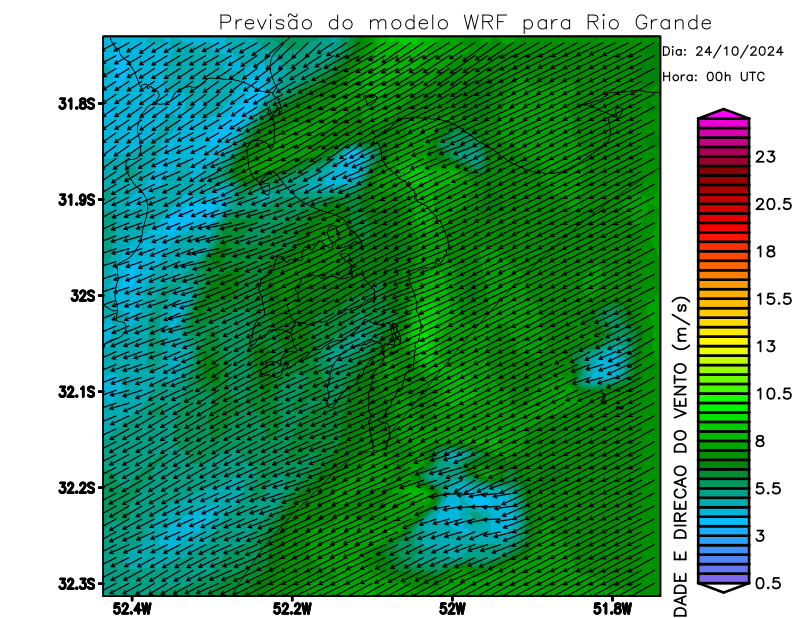 Previsão do modelo WRF para Rio Grande
Dia: 24/10/2024
Hora: 00h UTC
31.8S
31.9S
32S
32.1S
32.2S
32.3S
52.4W
52.2W
52W
51.8W
23
20.5
18
15.5
13
10.5
8
5.5
3
0.5
DADE E DIRECAO DO VENTO (m/s)